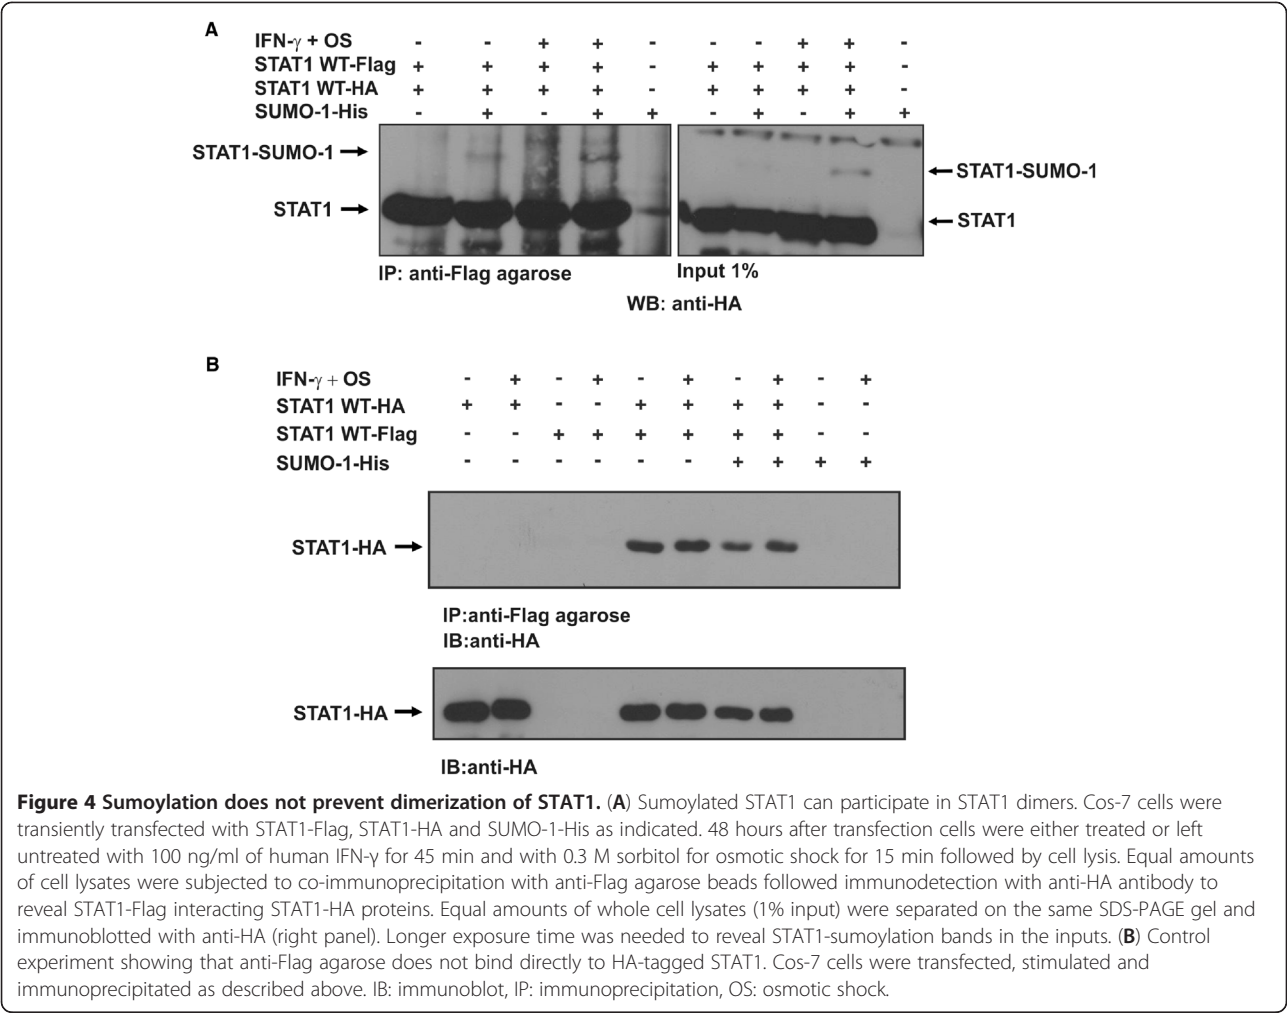 A
IFN-γ + OS - - + + - - - + + -
STAT1 WT-Flag + + + + - + + + + -
STAT1 WT-HA + + + + - + + + + -
SUMO-1-His - + - + + - + - + +
STAT1-SUMO-1
STAT1-SUMO-1
STAT1
STAT1
IP: anti-Flag agarose
Input 1%
WB: anti-HA
B
IFN-γ + OS - + - + - + - + - +
STAT1 WT-HA + + - - + + + + - -
STAT1 WT-Flag - - + + + + + + - -
SUMO-1-His - - - - - - + + + +
STAT1-HA
IP:anti-Flag agarose
IB:anti-HA
STAT1-HA
IB:anti-HA
Figure 4 Sumoylation does not prevent dimerization of STAT1. (A) Sumoylated STAT1 can participate in STAT1 dimers. Cos-7 cells were
transiently transfected with STAT1-Flag, STAT1-HA and SUMO-1-His as indicated. 48 hours after transfection cells were either treated or left
untreated with 100 ng/ml of human IFN-γ for 45 min and with 0.3 M sorbitol for osmotic shock for 15 min followed by cell lysis. Equal amounts
of cell lysates were subjected to co-immunoprecipitation with anti-Flag agarose beads followed immunodetection with anti-HA antibody to
reveal STAT1-Flag interacting STAT1-HA proteins. Equal amounts of whole cell lysates (1% input) were separated on the same SDS-PAGE gel and
immunoblotted with anti-HA (right panel). Longer exposure time was needed to reveal STAT1-sumoylation bands in the inputs. (B) Control
experiment showing that anti-Flag agarose does not bind directly to HA-tagged STAT1. Cos-7 cells were transfected, stimulated and
immunoprecipitated as described above. IB: immunoblot, IP: immunoprecipitation, OS: osmotic shock.